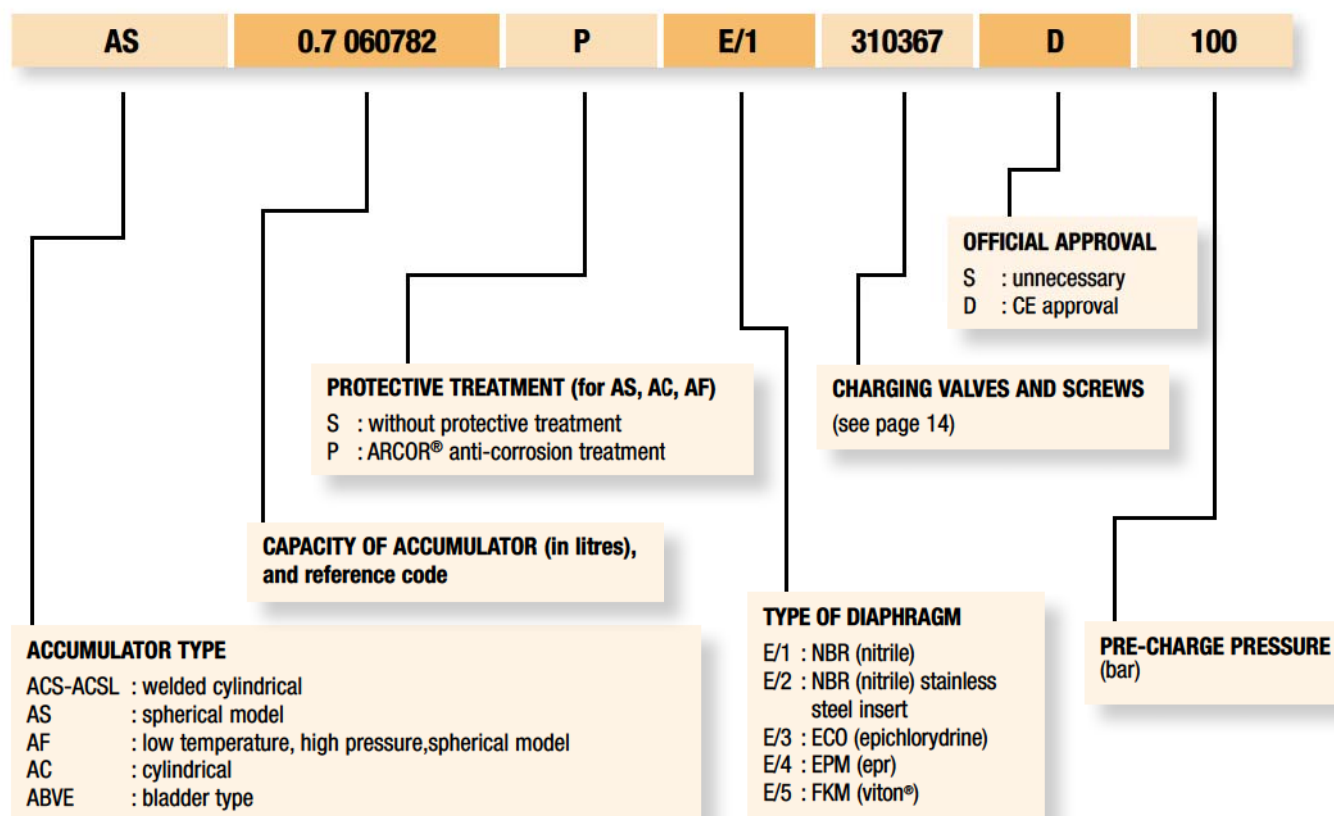 AS 0.7 060782 P E/1 310367 D 100
OFFICIAL APPROVAL
S : unnecessary
D : CE approval
PROTECTIVE TREATMENT (for AS, AC, AF)
S : without protective treatment
P : ARCOR® anti-corrosion treatment
CHARGING VALVES AND SCREWS
(see page 14)
CAPACITY OF ACCUMULATOR (in litres),
and reference code
ACCUMULATOR TYPE
ACS-ACSL : welded cylindrical
AS : spherical model
AF : low temperature, high pressure,spherical model
AC : cylindrical
ABVE : bladder type
TYPE OF DIAPHRAGM
E/1 : NBR (nitrile)
E/2 : NBR (nitrile) stainless
steel insert
E/3 : ECO (epichlorydrine)
E/4 : EPM (epr)
E/5 : FKM (viton®)
PRE-CHARGE PRESSURE
(bar)